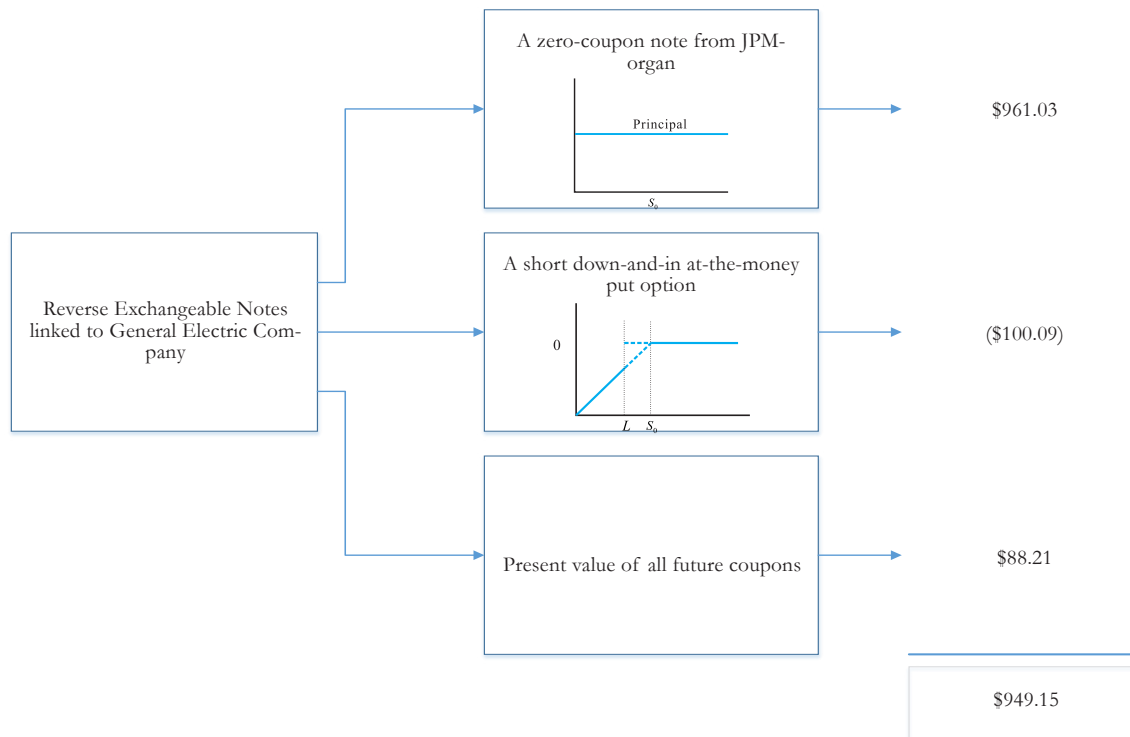 A zero-coupon note from JPM-
organ
Principal
S₀
$961.03
Reverse Exchangeable Notes
linked to General Electric Com-
pany
A short down-and-in at-the-money
put option
0
L S₀
($100.09)
Present value of all future coupons
$88.21
$949.15